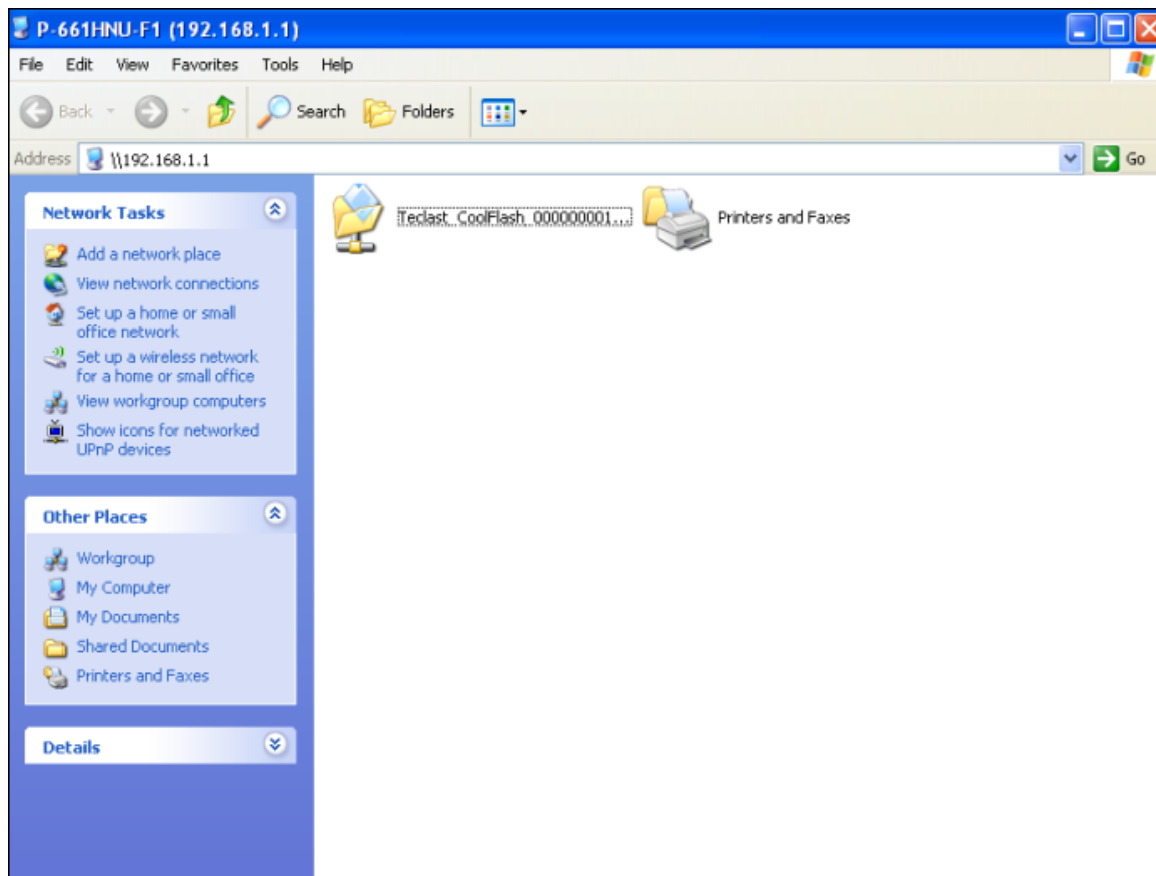 P-661HNU-F1 (192.168.1.1)
File Edit View Favorites Tools Help
Back Search Folders
Address \\192.168.1.1 Go
Network Tasks
Add a network place
View network connections
Set up a home or small
office network
Set up a wireless network
for a home or small office
View workgroup computers
Show icons for networked
UPnP devices
Other Places
Workgroup
My Computer
My Documents
Shared Documents
Printers and Faxes
Details
Teclast_CoolFlash_000000001... Printers and Faxes